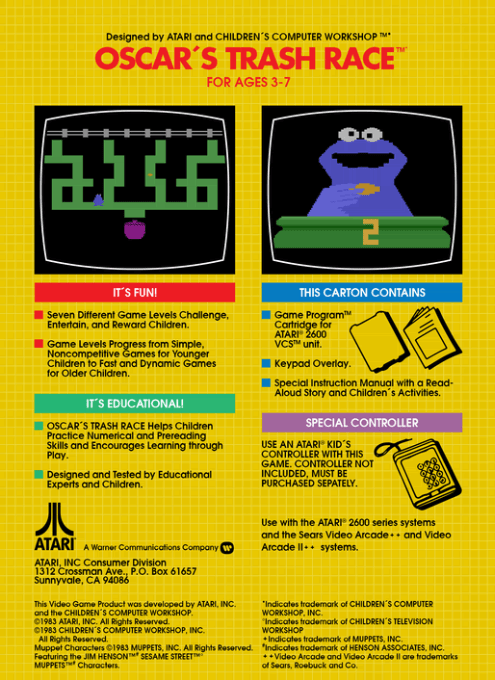 Designed by ATARI and CHILDREN´S COMPUTER WORKSHOP ™*
OSCAR´S TRASH RACE™
FOR AGES 3-7
2
IT´S FUN!
Seven Different Game Levels Challenge,
Entertain, and Reward Children.
Game Levels Progress from Simple,
Noncompetitive Games for Younger
Children to Fast and Dynamic Games
for Older Children.
IT´S EDUCATIONAL!
OSCAR´S TRASH RACE Helps Children
Practice Numerical and Prereading
Skills and Encourages Learning through
Play.
Designed and Tested by Educational
Experts and Children.
THIS CARTON CONTAINS
Game Program™
Cartridge for
ATARI® 2600
VCS™ unit.
Keypad Overlay.
Special Instruction Manual with a Read-
Aloud Story and Children´s Activities.
SPECIAL CONTROLLER
USE AN ATARI® KID´S
CONTROLLER WITH THIS
GAME. CONTROLLER NOT
INCLUDED, MUST BE
PURCHASED SEPATELY.
Use with the ATARI® 2600 series systems
and the Sears Video Arcade++ and Video
Arcade II++ systems.
ATARI® A Warner Communications Company
ATARI, INC Consumer Division
1312 Crossman Ave., P.O. Box 61657
Sunnyvale, CA 94086
This Video Game Product was developed by ATARI, INC.
and the CHILDREN´S COMPUTER WORKSHOP.
©1983 ATARI, INC. All Rights Reserved.
©1983 CHILDREN´S COMPUTER WORKSHOP, INC.
All Rights Reserved.
Muppet Characters ©1983 MUPPETS, INC. All Rights Reserved.
Featuring the JIM HENSON™# SESAME STREET™°
MUPPETS™# Characters.
*Indicates trademark of CHILDREN´S COMPUTER
WORKSHOP, INC.
°Indicates trademark of CHILDREN´S TELEVISION
WORKSHOP
+Indicates trademark of MUPPETS, INC.
#Indicates trademark of HENSON ASSOCIATES, INC.
++Video Arcade and Video Arcade II are trademarks
of Sears, Roebuck and Co.